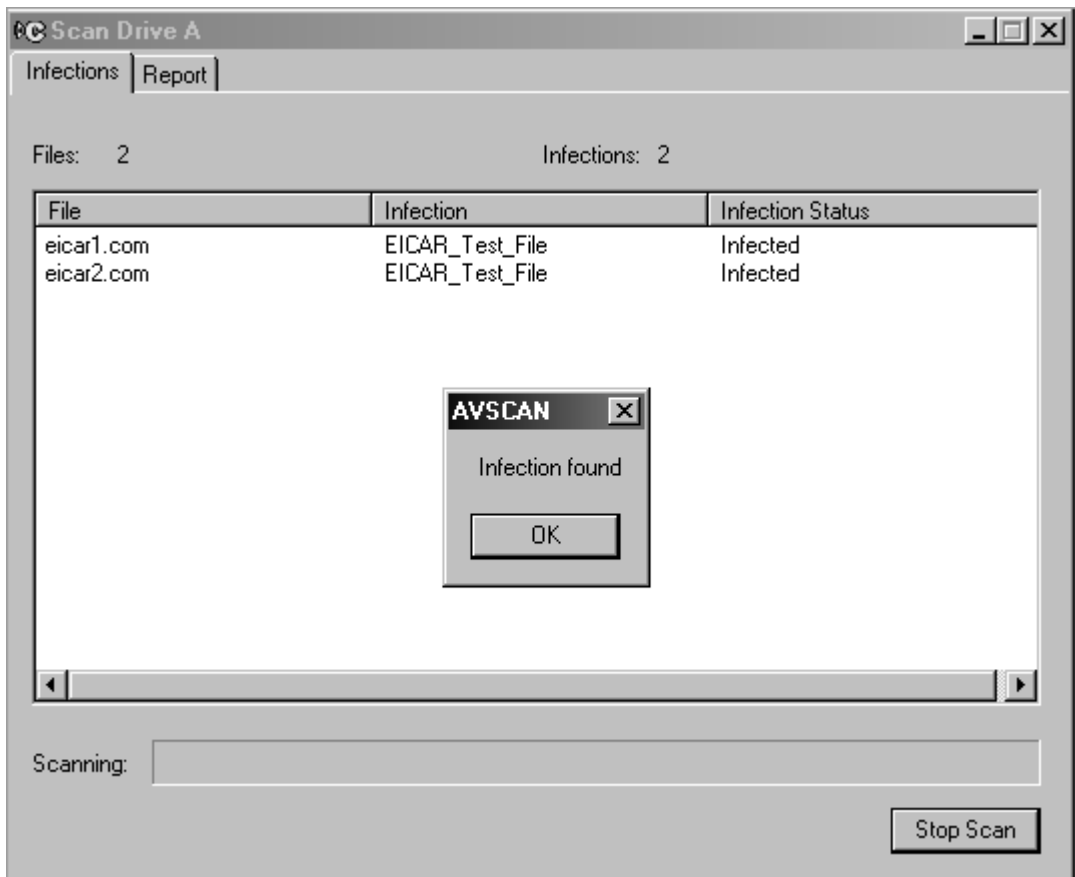 Scan Drive A
Infections Report
Files: 2 Infections: 2
File Infection Infection Status
eicar1.com EICAR_Test_File Infected
eicar2.com EICAR_Test_File Infected
AVSCAN
Infection found
OK
Scanning:
Stop Scan